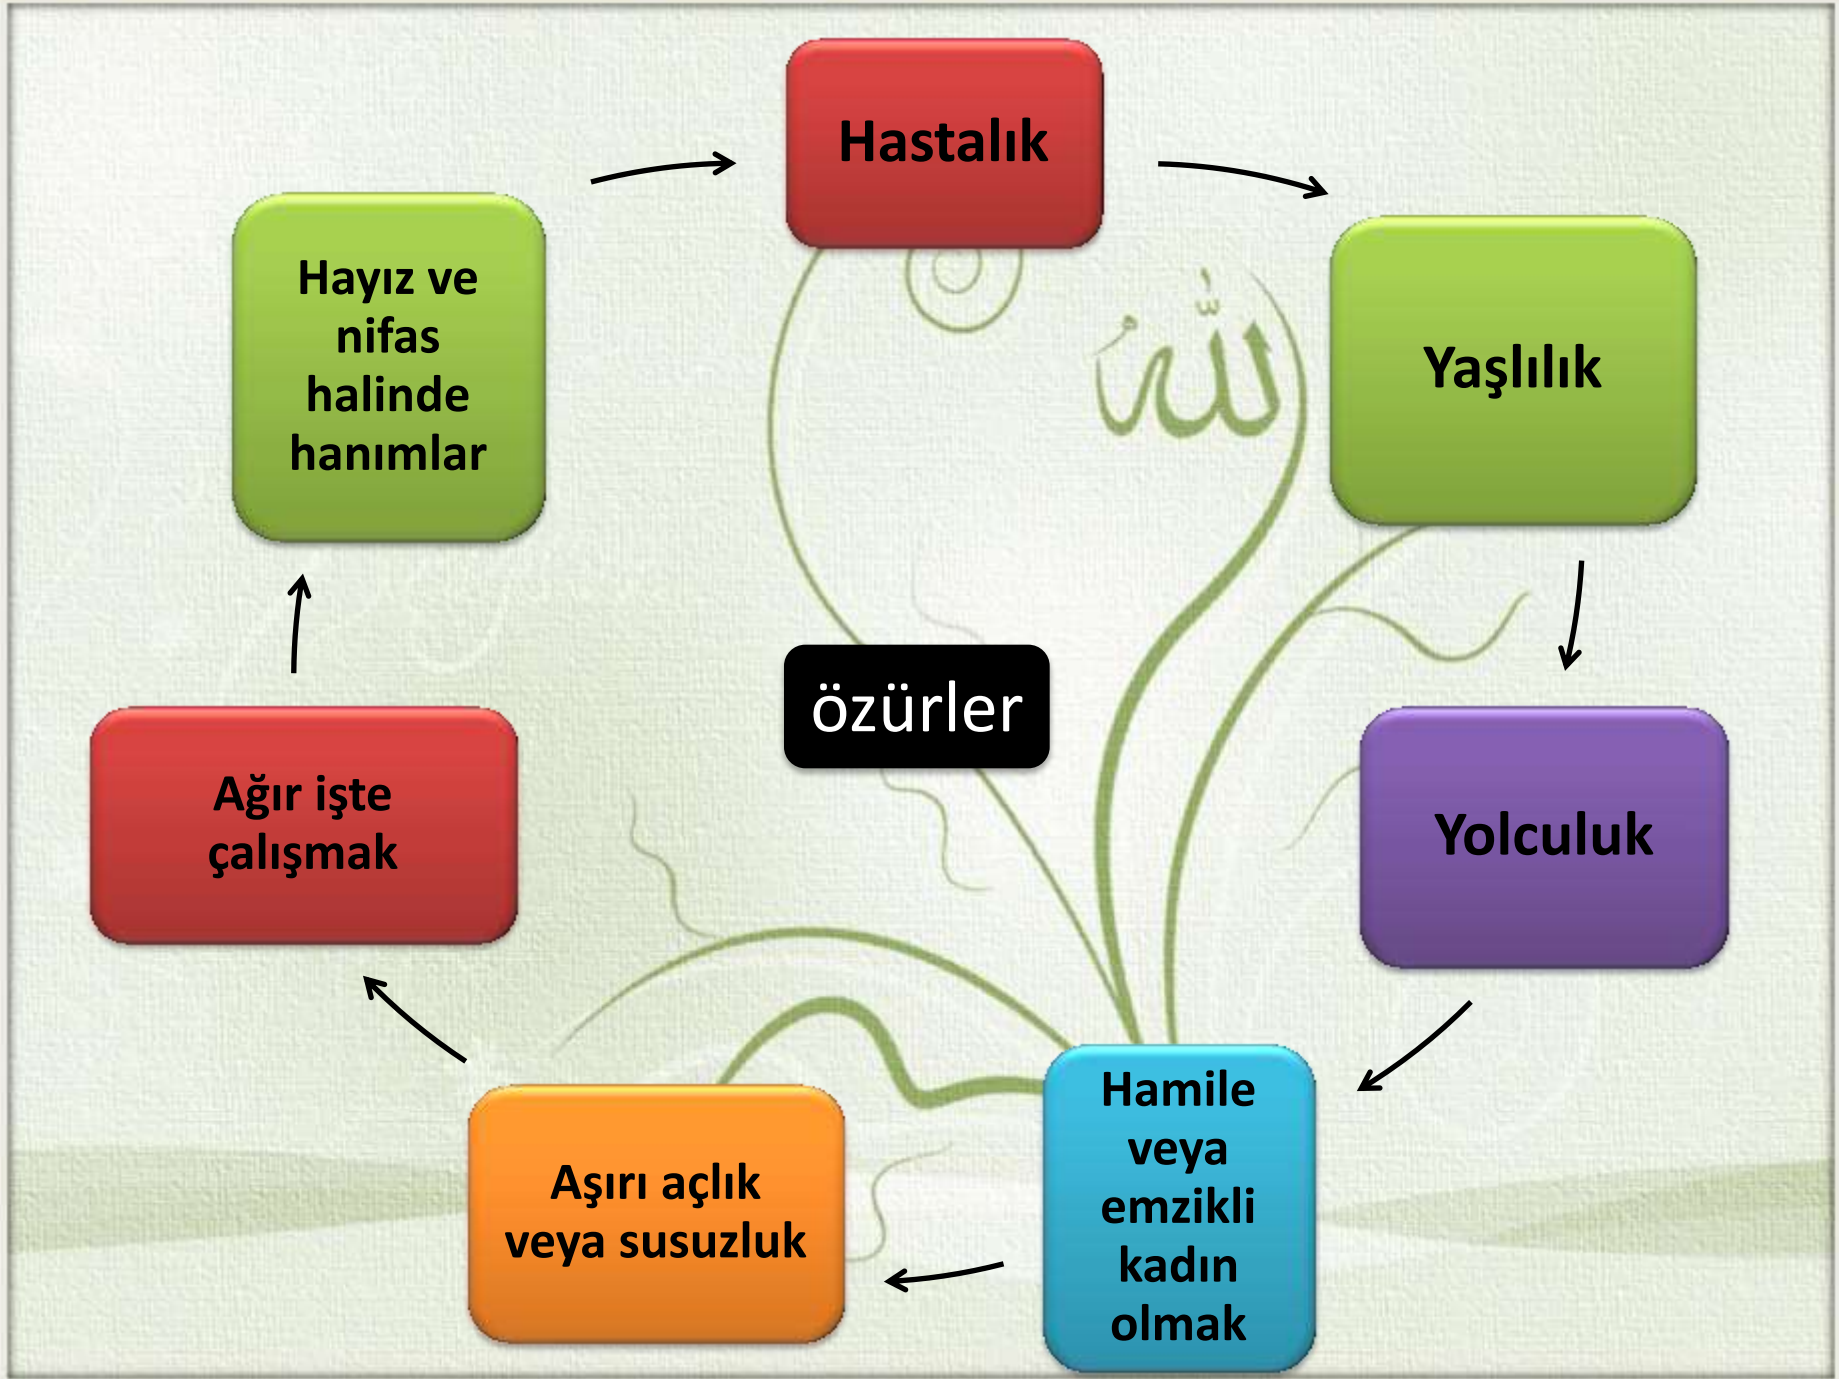 Hastalık
Yaşlılık
Yolculuk
Hamile
veya
emzikli
kadın
olmak
Aşırı açlık
veya susuzluk
Ağır işte
çalışmak
Hayız ve
nifas
halinde
hanımlar
özürler
الله